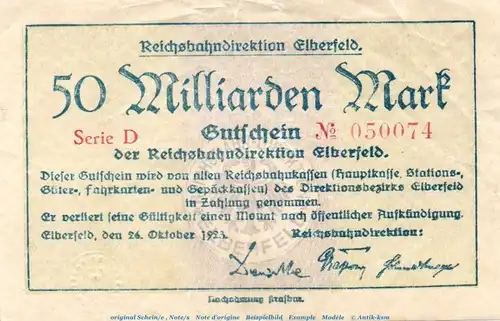 Reichsbahndirektion Elberfeld.
50 Milliarden Mark
Serie D Gutschein № 050074
der Reichsbahndirektion Elberfeld.
Dieser Gutschein wird von allen Reichsbahnkassen (Hauptkasse, Stations-,
Güter-, Fahrkarten- und Gepäckkassen) des Direktionsbezirks Elberfeld
in Zahlung genommen.
Er verliert seine Gültigkeit einen Monat nach öffentlicher Aufkündigung.
Elberfeld, den 26. Oktober 1923. Reichsbahndirektion:
Nachahmung strafbar.
original Schein/e , Note/s Note d'origine Beispielbild Example Modèle © Antik-ksm